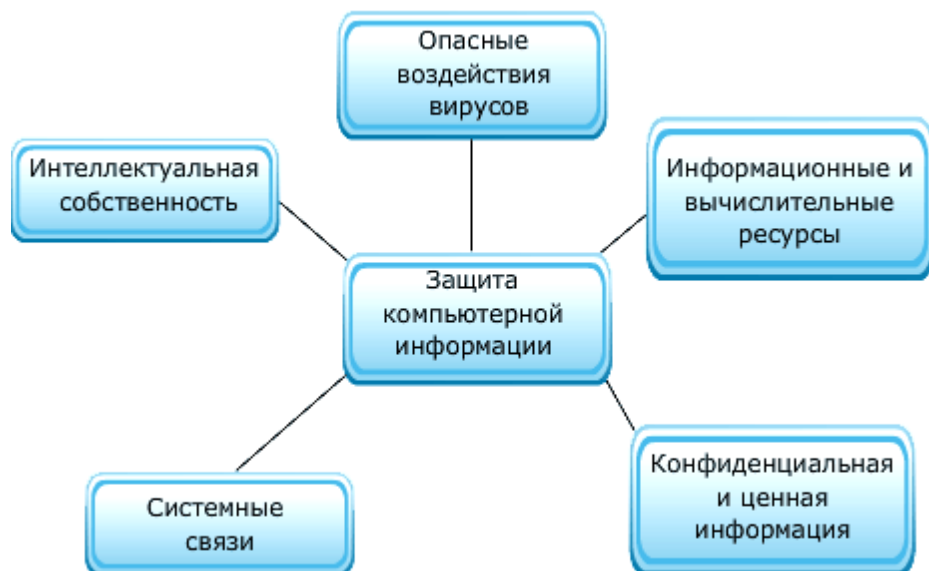 Опасные
воздействия
вирусов
Интеллектуальная
собственность
Информационные и
вычислительные
ресурсы
Защита
компьютерной
информации
Системные
связи
Конфиденциальная
и ценная
информация